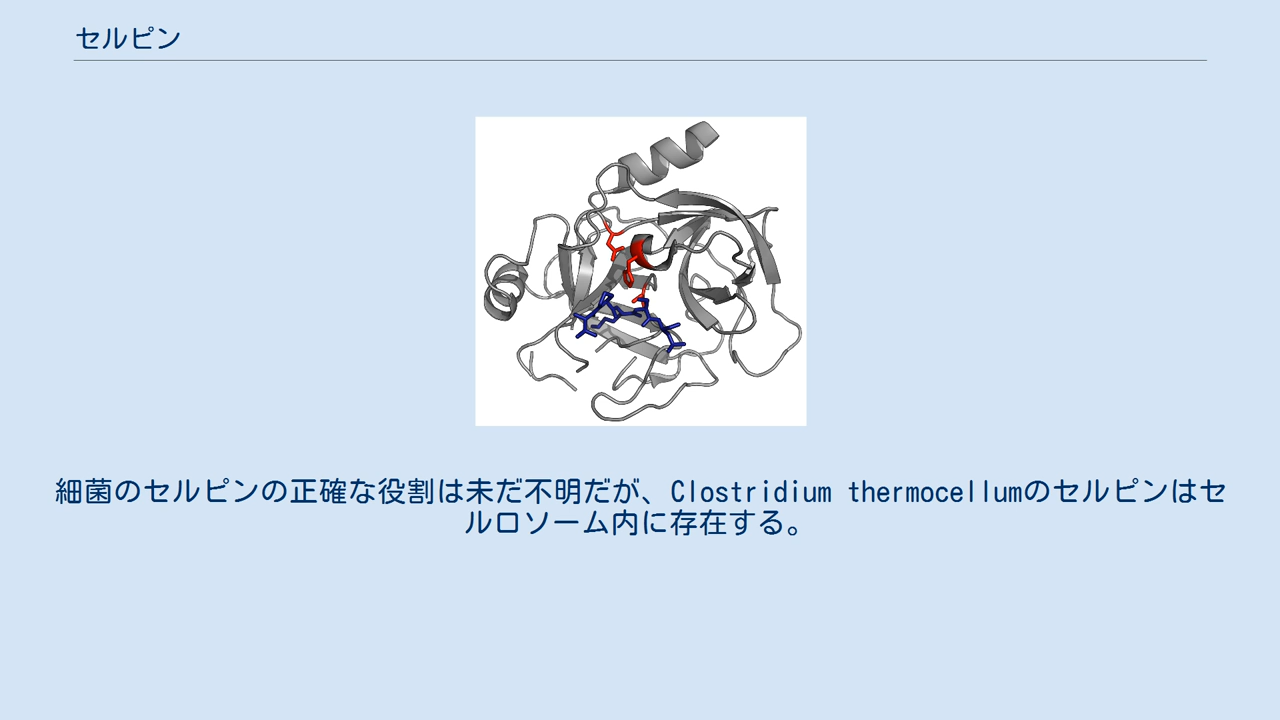 セルピン
細菌のセルピンの正確な役割は未だ不明だが、Clostridium thermocellumのセルピンはセ
ルロソーム内に存在する。